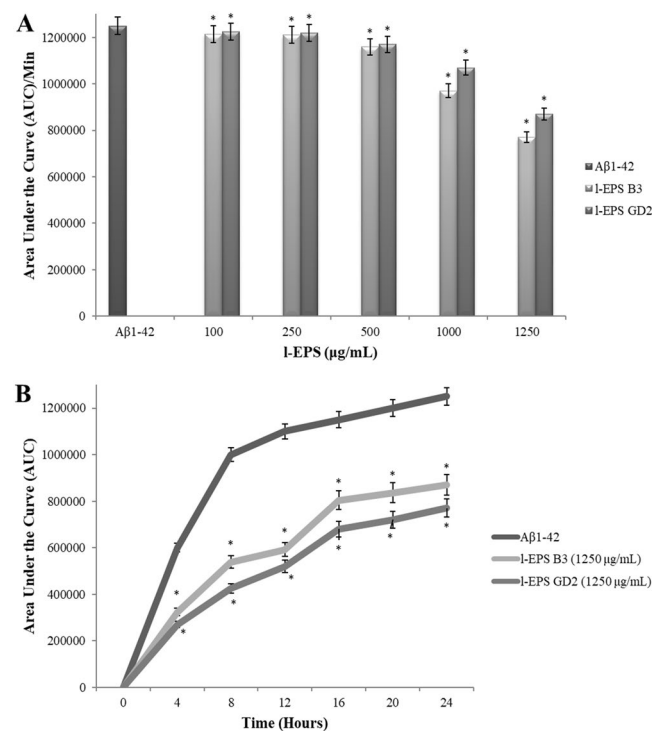 A
Area Under the Curve (AUC)/Min
1200000
1000000
800000
600000
400000
200000
0
* * * * * * * * * *
Aβ1-42 100 250 500 1000 1250
l-EPS (µg/mL)
Aβ1-42
l-EPS B3
l-EPS GD2
B
Area Under the Curve (AUC)
1200000
1000000
800000
600000
400000
200000
0
* * * * * *
* * * * * *
0 4 8 12 16 20 24
Time (Hours)
Aβ1-42
l-EPS B3 (1250 µg/mL)
l-EPS GD2 (1250 µg/mL)